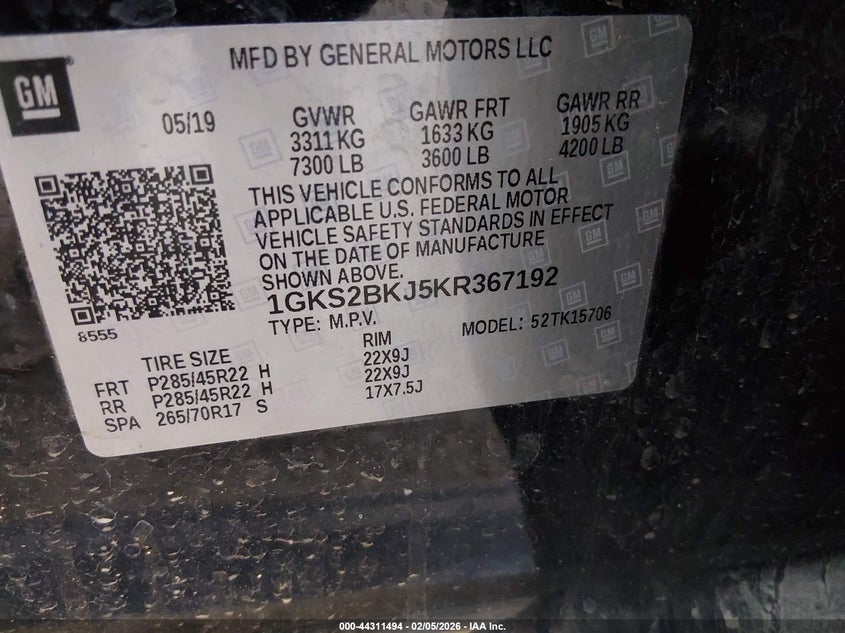 GM
MFD BY GENERAL MOTORS LLC
05/19
GVWR
3311 KG
7300 LB
GAWR FRT
1633 KG
3600 LB
GAWR RR
1905 KG
4200 LB
THIS VEHICLE CONFORMS TO ALL
APPLICABLE U.S. FEDERAL MOTOR
VEHICLE SAFETY STANDARDS IN EFFECT
ON THE DATE OF MANUFACTURE
SHOWN ABOVE.
1GKS2BKJ5KR367192
8555
TYPE: M.P.V.
MODEL: 52TK15706
TIRE SIZE
RIM
FRT P285/45R22 H 22X9J
RR P285/45R22 H 22X9J
SPA 265/70R17 S 17X7.5J
000-44311494 - 02/05/2026 - IAA Inc.